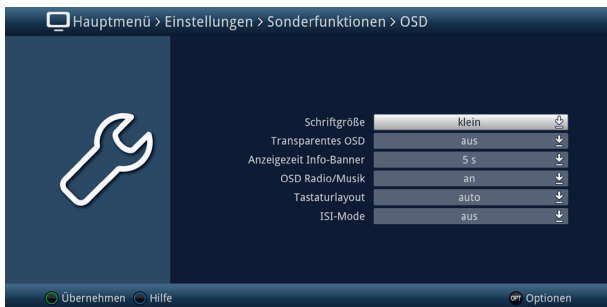 Hauptmenü > Einstellungen > Sonderfunktionen > OSD
Schriftgröße klein
Transparentes OSD aus
Anzeigezeit Info-Banner 5 s
OSD Radio/Musik an
Tastaturlayout auto
ISI-Mode aus
Übernehmen Hilfe OPT Optionen